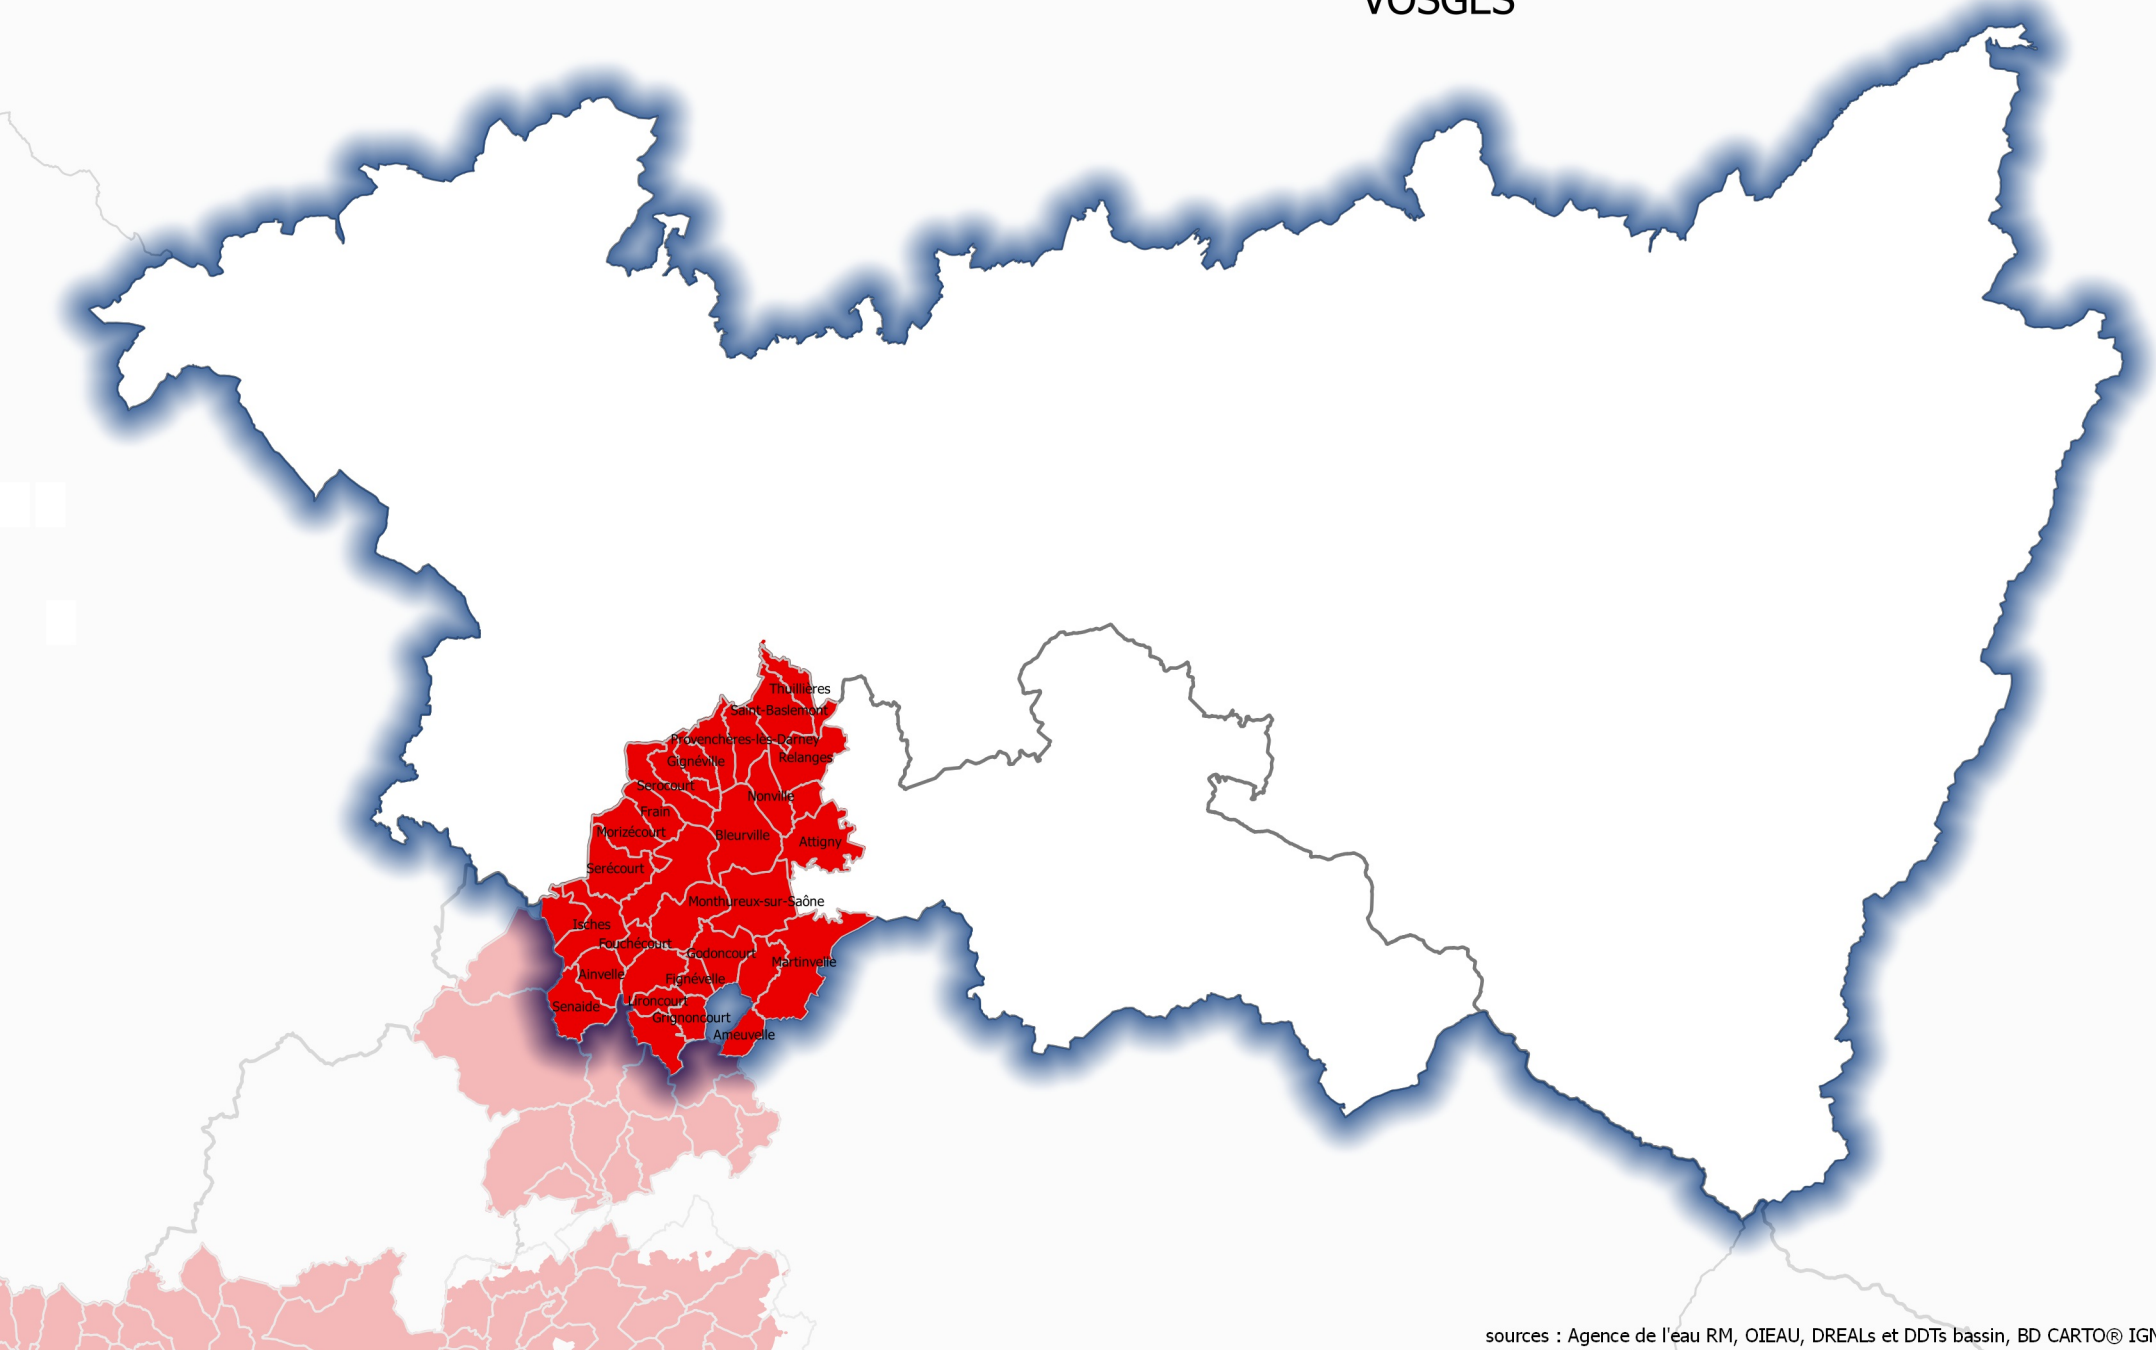 VOSGES
Thuillières
Saint-Baslemont
Provenchères-lès-Darney
Relanges
Gignéville
Serocourt
Nonville
Frain
Morizécourt
Bleurville
Attigny
Serécourt
Monthureux-sur-Saône
Isches
Fouchécourt
Godoncourt
Martinvelle
Ainvelle
Fignévelle
Lironcourt
Senaide
Grignoncourt
Ameuvelle
sources : Agence de l'eau RM, OIEAU, DREALs et DDTs bassin, BD CARTO® IGN